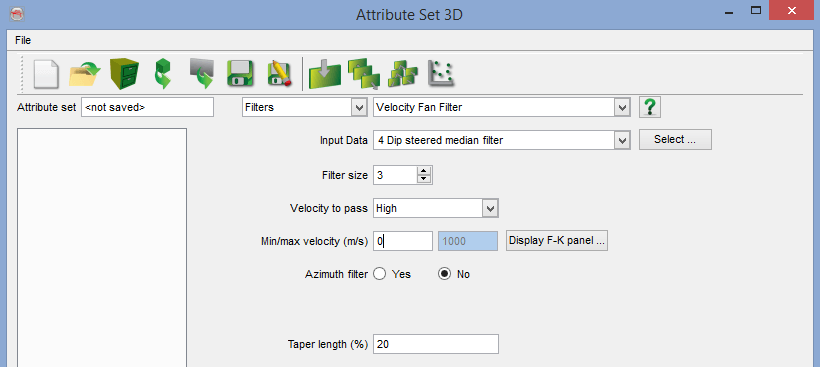 Attribute Set 3D
File
Attribute set <not saved> Filters Velocity Fan Filter ?
Input Data 4 Dip steered median filter Select ...
Filter size 3
Velocity to pass High
Min/max velocity (m/s) 0 1000 Display F-K panel ...
Azimuth filter Yes No
Taper length (%) 20